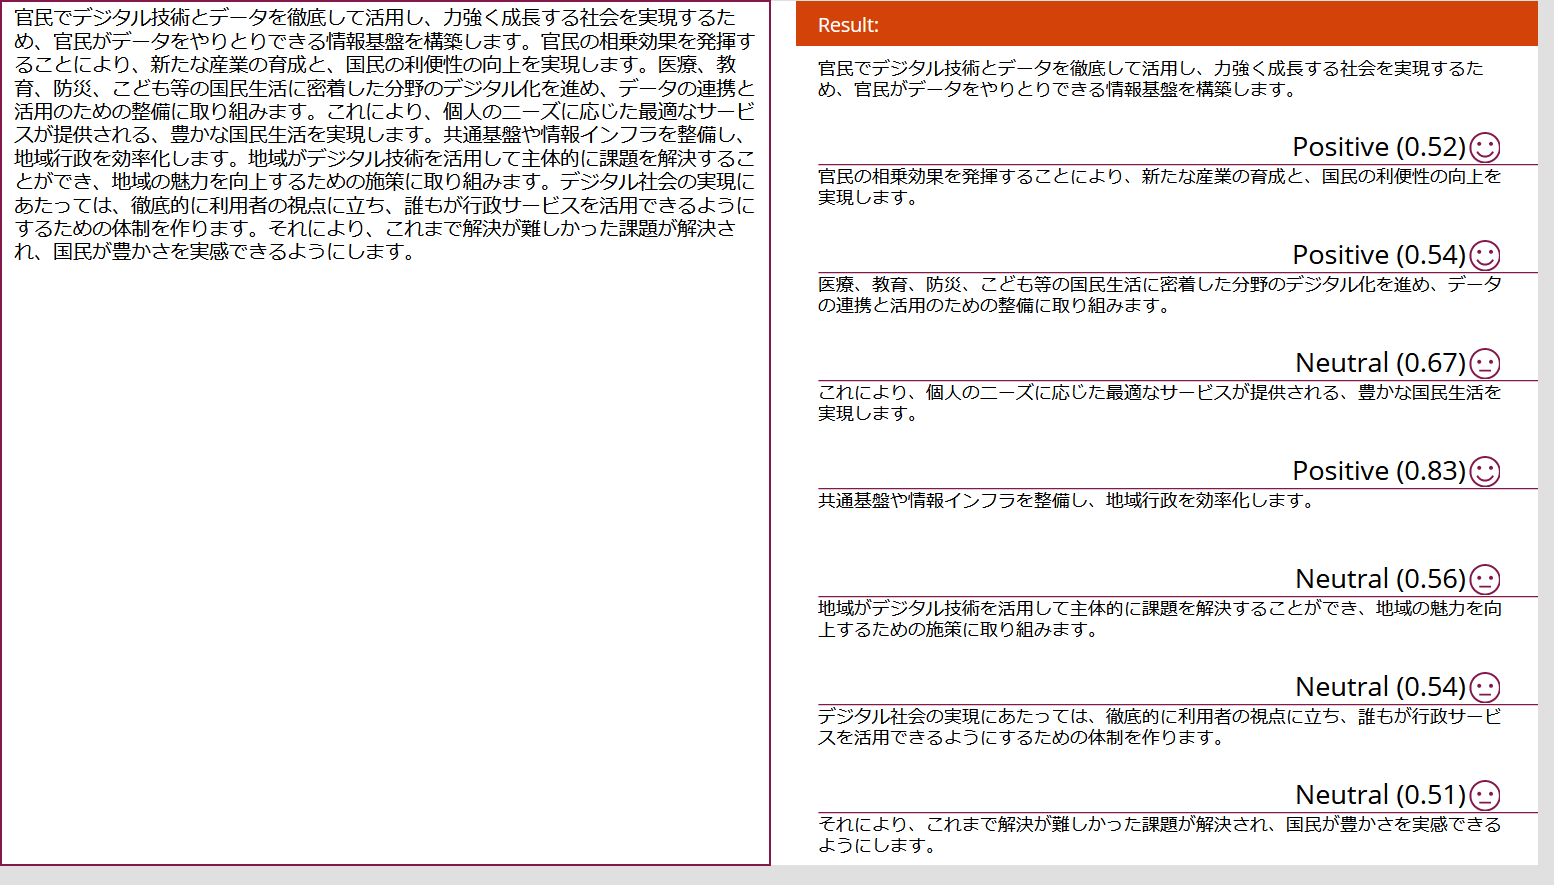 官民でデジタル技術とデータを徹底して活用し、力強く成長する社会を実現するた
め、官民がデータをやりとりできる情報基盤を構築します。官民の相乗効果を発揮す
ることにより、新たな産業の育成と、国民の利便性の向上を実現します。医療、教
育、防災、こども等の国民生活に密着した分野のデジタル化を進め、データの連携と
活用のための整備に取り組みます。これにより、個人のニーズに応じた最適なサービ
スが提供される、豊かな国民生活を実現します。共通基盤や情報インフラを整備し、
地域行政を効率化します。地域がデジタル技術を活用して主体的に課題を解決するこ
とができ、地域の魅力を向上するための施策に取り組みます。デジタル社会の実現に
あたっては、徹底的に利用者の視点に立ち、誰もが行政サービスを活用できるように
するための体制を作ります。それにより、これまで解決が難しかった課題が解決さ
れ、国民が豊かさを実感できるようにします。
Result:
官民でデジタル技術とデータを徹底して活用し、力強く成長する社会を実現するた
め、官民がデータをやりとりできる情報基盤を構築します。
Positive (0.52)
官民の相乗効果を発揮することにより、新たな産業の育成と、国民の利便性の向上を
実現します。
Positive (0.54)
医療、教育、防災、こども等の国民生活に密着した分野のデジタル化を進め、データ
の連携と活用のための整備に取り組みます。
Neutral (0.67)
これにより、個人のニーズに応じた最適なサービスが提供される、豊かな国民生活を
実現します。
Positive (0.83)
共通基盤や情報インフラを整備し、地域行政を効率化します。
Neutral (0.56)
地域がデジタル技術を活用して主体的に課題を解決することができ、地域の魅力を向
上するための施策に取り組みます。
Neutral (0.54)
デジタル社会の実現にあたっては、徹底的に利用者の視点に立ち、誰もが行政サービ
スを活用できるようにするための体制を作ります。
Neutral (0.51)
それにより、これまで解決が難しかった課題が解決され、国民が豊かさを実感できる
ようにします。